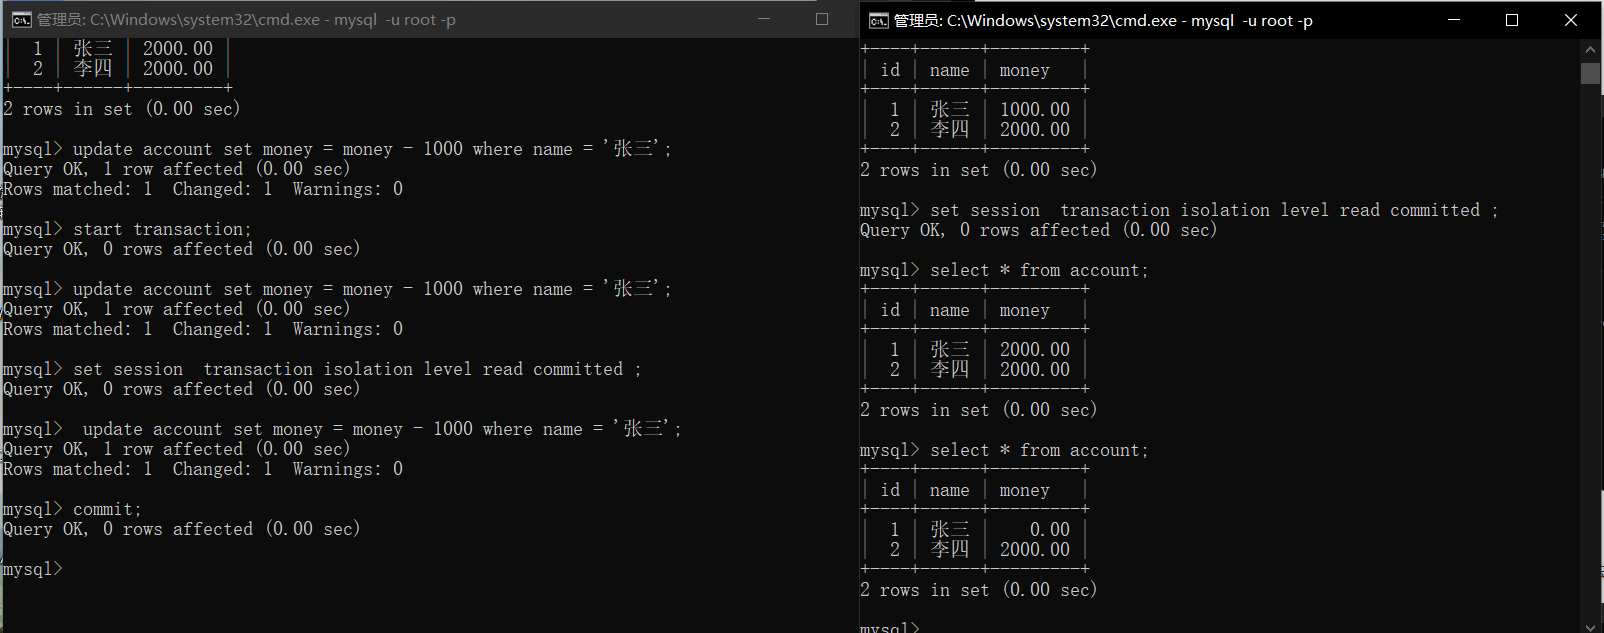 管理员: C:\Windows\system32\cmd.exe - mysql  -u root -p
|  1 | 张三 | 2000.00 |
|  2 | 李四 | 2000.00 |
+----+------+---------+
2 rows in set (0.00 sec)
mysql> update account set money = money - 1000 where name = '张三';
Query OK, 1 row affected (0.00 sec)
Rows matched: 1  Changed: 1  Warnings: 0
mysql> start transaction;
Query OK, 0 rows affected (0.00 sec)
mysql> update account set money = money - 1000 where name = '张三';
Query OK, 1 row affected (0.00 sec)
Rows matched: 1  Changed: 1  Warnings: 0
mysql> set session  transaction isolation level read committed ;
Query OK, 0 rows affected (0.00 sec)
mysql>  update account set money = money - 1000 where name = '张三';
Query OK, 1 row affected (0.00 sec)
Rows matched: 1  Changed: 1  Warnings: 0
mysql> commit;
Query OK, 0 rows affected (0.00 sec)
mysql>
管理员: C:\Windows\system32\cmd.exe - mysql  -u root -p
+----+------+---------+
| id | name | money   |
+----+------+---------+
|  1 | 张三 | 1000.00 |
|  2 | 李四 | 2000.00 |
+----+------+---------+
2 rows in set (0.00 sec)
mysql> set session  transaction isolation level read committed ;
Query OK, 0 rows affected (0.00 sec)
mysql> select * from account;
+----+------+---------+
| id | name | money   |
+----+------+---------+
|  1 | 张三 | 2000.00 |
|  2 | 李四 | 2000.00 |
+----+------+---------+
2 rows in set (0.00 sec)
mysql> select * from account;
+----+------+---------+
| id | name | money   |
+----+------+---------+
|  1 | 张三 |    0.00 |
|  2 | 李四 | 2000.00 |
+----+------+---------+
2 rows in set (0.00 sec)
mysql>